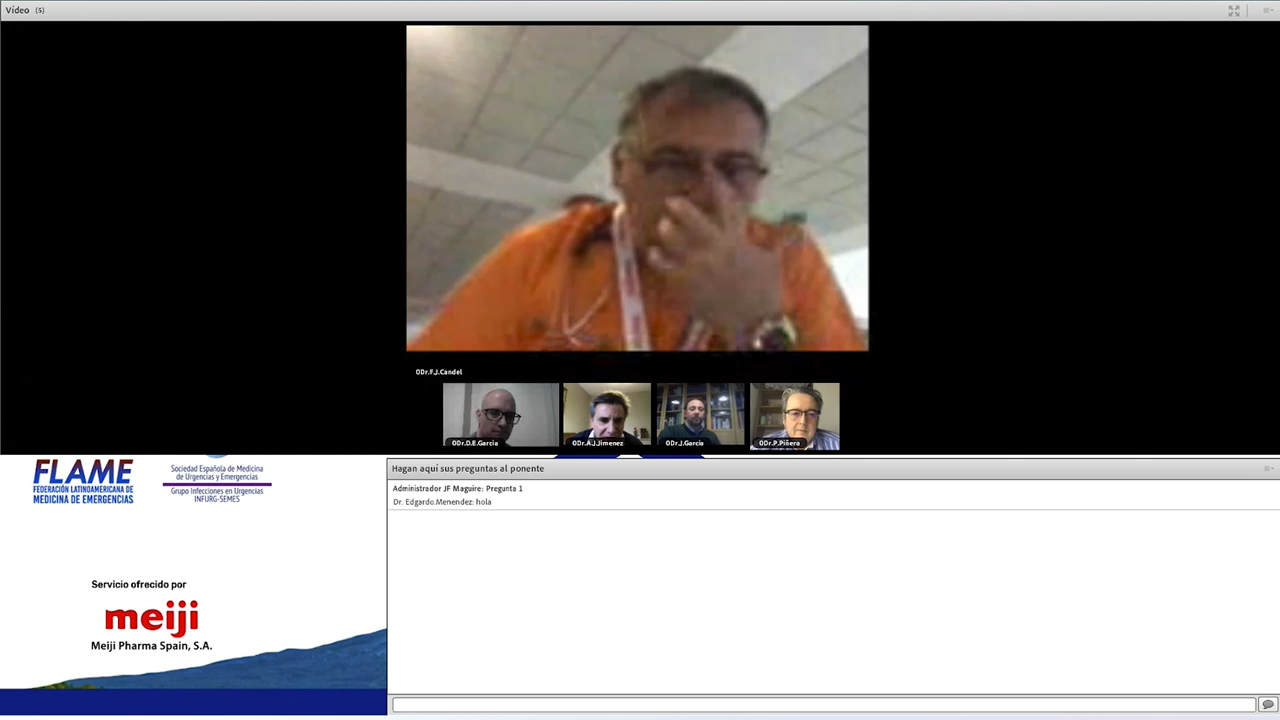 Vídeo (5)
ODr.F.J.Candel
ODr.D.E.Garcia
ODr.A.J.Jimenez
ODr.J.Garcia
ODr.P.Piñera
FLAME
FEDERACIÓN LATINOAMERICANA DE
MEDICINA DE EMERGENCIAS
Sociedad Española de Medicina
de Urgencias y Emergencias
Grupo Infecciones en Urgencias
INFURG-SEMES
Servicio ofrecido por
meiji
Meiji Pharma Spain, S.A.
Hagan aquí sus preguntas al ponente
Administrador JF Maguire: Pregunta 1
Dr. Edgardo.Menendez: hola